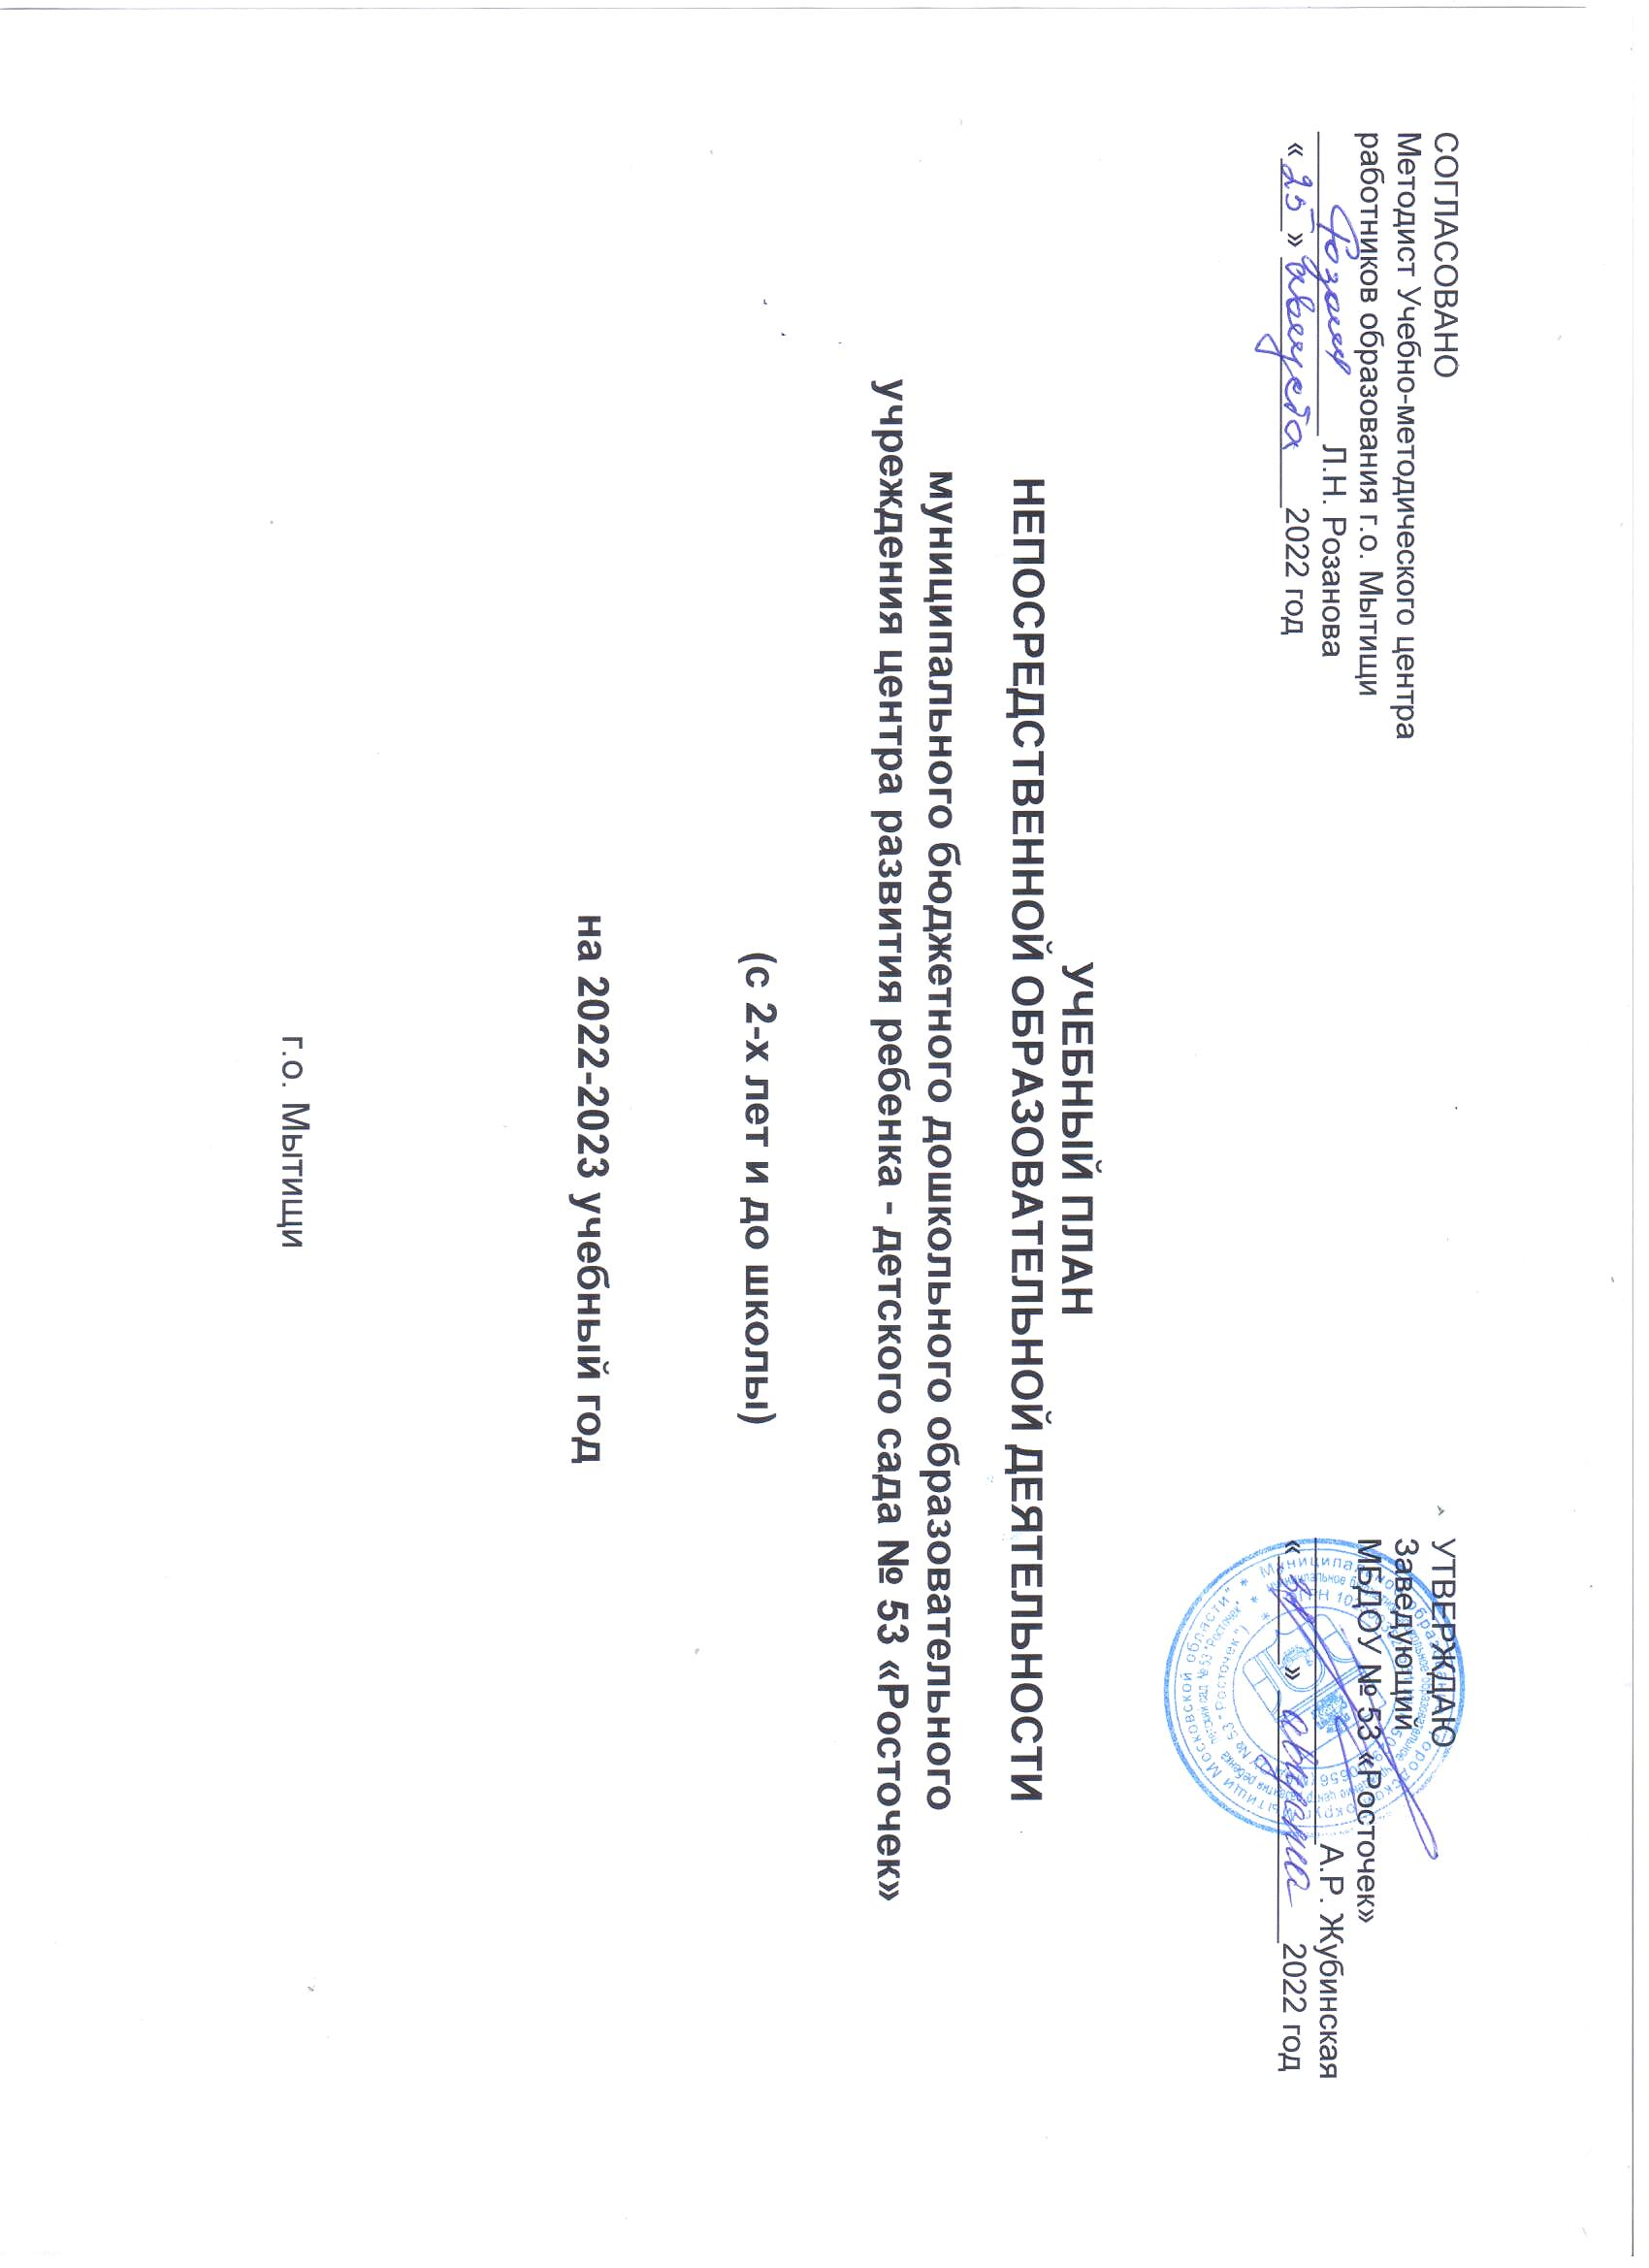 СОГЛАСОВАНО
Методист Учебно-методического центра
работников образования г.о. Мытищи
Л.Н. Розанова
«25» августа 2022 год
УТВЕРЖДАЮ
Заведующий
МБДОУ № 53 «Росточек»
А.Р. Жубинская
« » августа 2022 год
УЧЕБНЫЙ ПЛАН
НЕПОСРЕДСТВЕННОЙ ОБРАЗОВАТЕЛЬНОЙ ДЕЯТЕЛЬНОСТИ
муниципального бюджетного дошкольного образовательного
учреждения центра развития ребенка - детского сада № 53 «Росточек»
(с 2-х лет и до школы)
на 2022-2023 учебный год
г.о. Мытищи